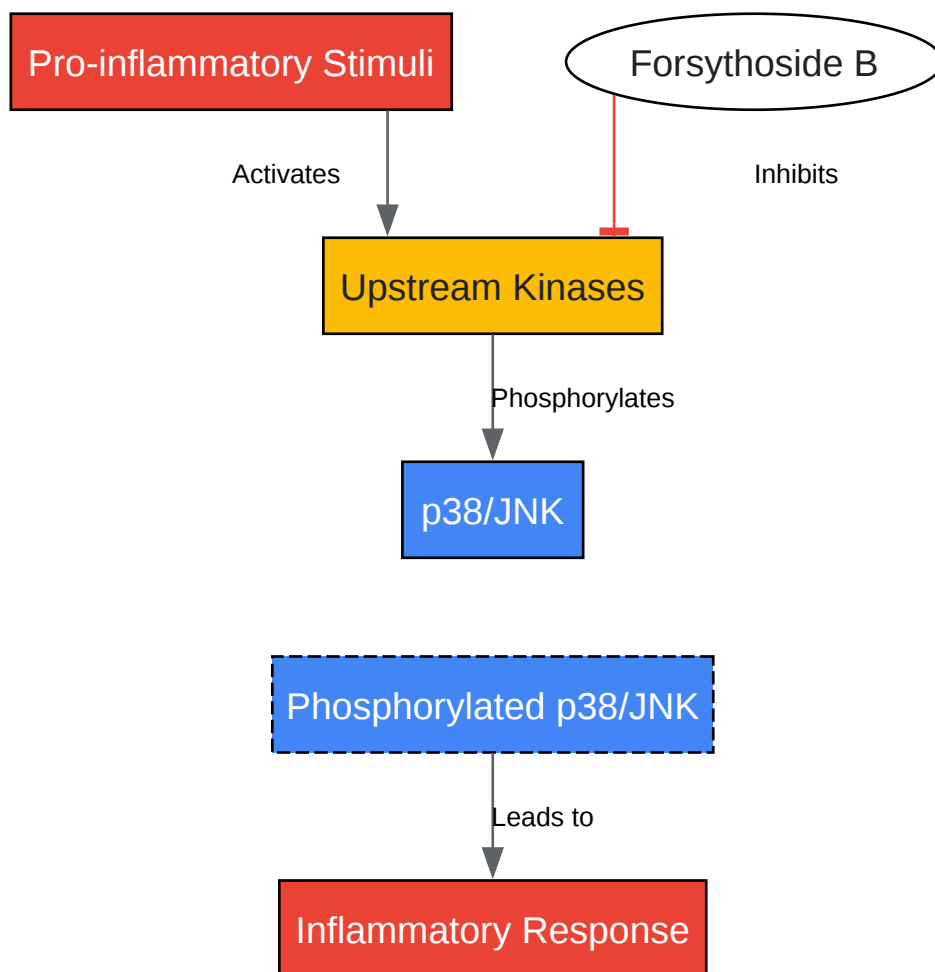 Pro-inflammatory Stimuli
Forsythoside B
Activates
Inhibits
Upstream Kinases
Phosphorylates
p38/JNK
Phosphorylated p38/JNK
Leads to
Inflammatory Response